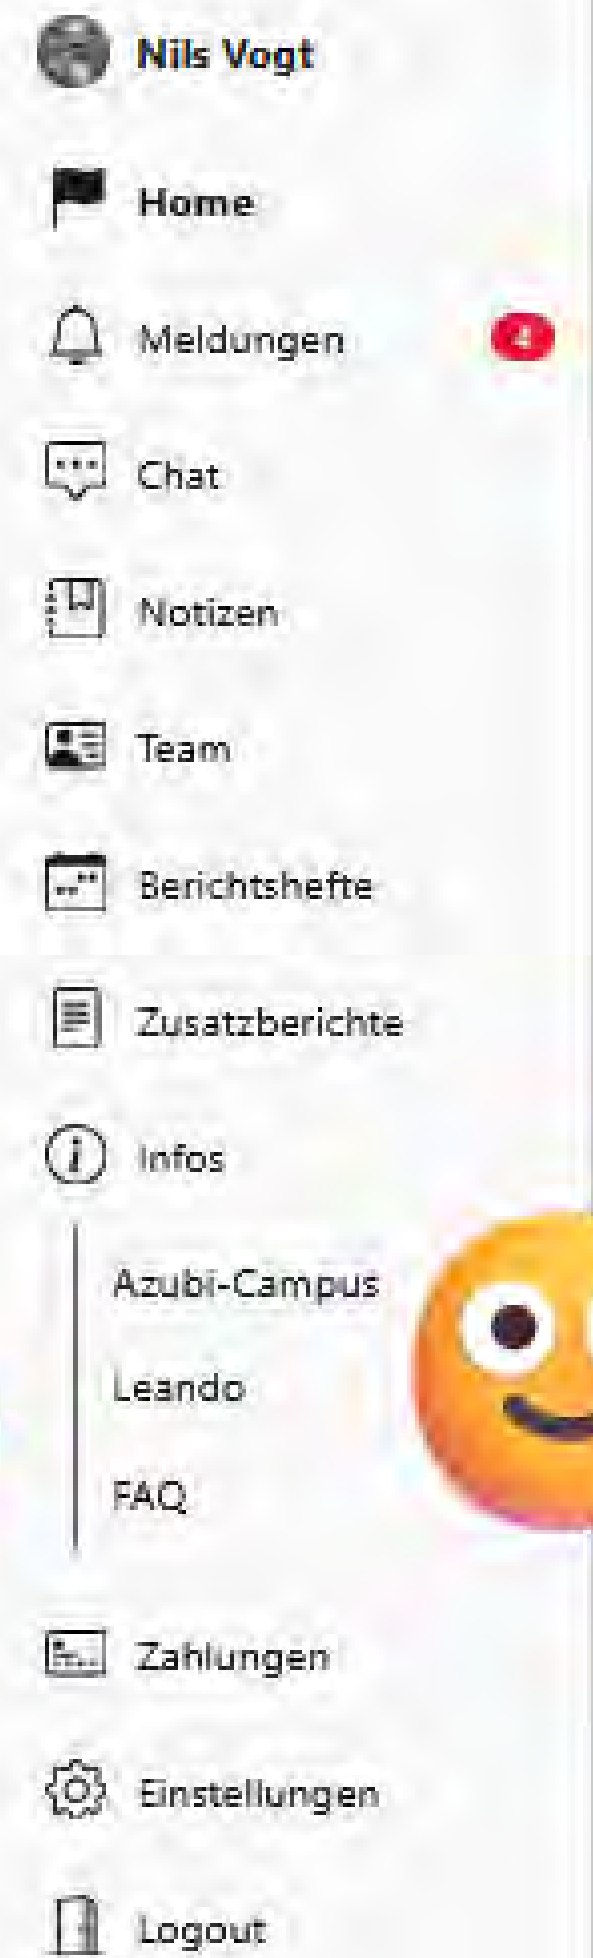 Nils Vogt
Home
Meldungen 4
Chat
Notizen
Team
Berichtshefte
Zusatzberichte
Infos
Azubi-Campus
Leando
FAQ
Zahlungen
Einstellungen
Logout